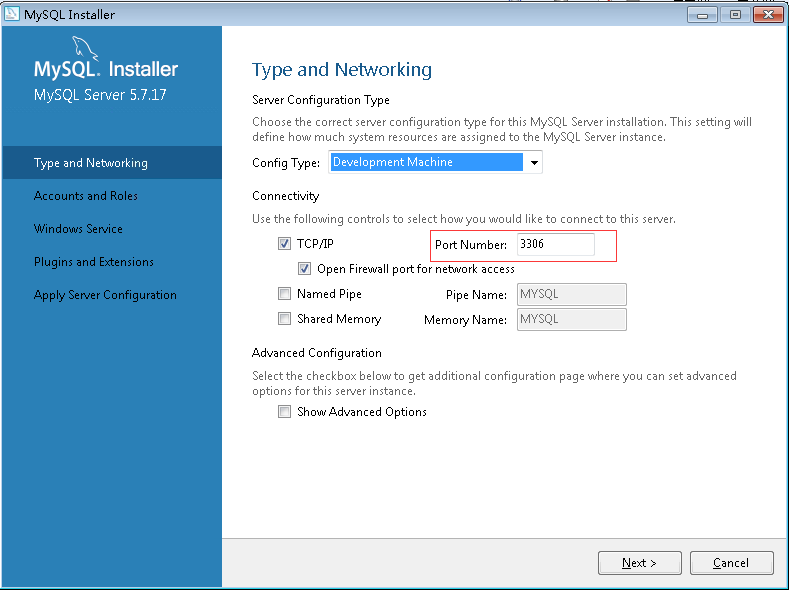 MySQL Installer
MySQL. Installer
MySQL Server 5.7.17
Type and Networking
Accounts and Roles
Windows Service
Plugins and Extensions
Apply Server Configuration
Type and Networking
Server Configuration Type
Choose the correct server configuration type for this MySQL Server installation. This setting will
define how much system resources are assigned to the MySQL Server instance.
Config Type: Development Machine
Connectivity
Use the following controls to select how you would like to connect to this server.
TCP/IP Port Number: 3306
Open Firewall port for network access
Named Pipe Pipe Name: MYSQL
Shared Memory Memory Name: MYSQL
Advanced Configuration
Select the checkbox below to get additional configuration page where you can set advanced
options for this server instance.
Show Advanced Options
Next > Cancel